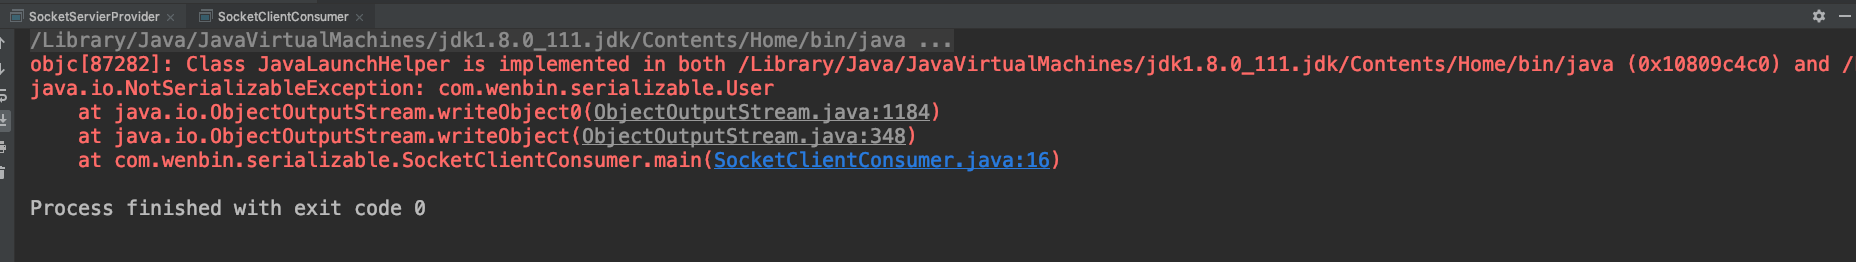 SocketServierProvider × SocketClientConsumer ×
/Library/Java/JavaVirtualMachines/jdk1.8.0_111.jdk/Contents/Home/bin/java ...
objc[87282]: Class JavaLaunchHelper is implemented in both /Library/Java/JavaVirtualMachines/jdk1.8.0_111.jdk/Contents/Home/bin/java (0x10809c4c0) and /
java.io.NotSerializableException: com.wenbin.serializable.User
at java.io.ObjectOutputStream.writeObject0(ObjectOutputStream.java:1184)
at java.io.ObjectOutputStream.writeObject(ObjectOutputStream.java:348)
at com.wenbin.serializable.SocketClientConsumer.main(SocketClientConsumer.java:16)
Process finished with exit code 0